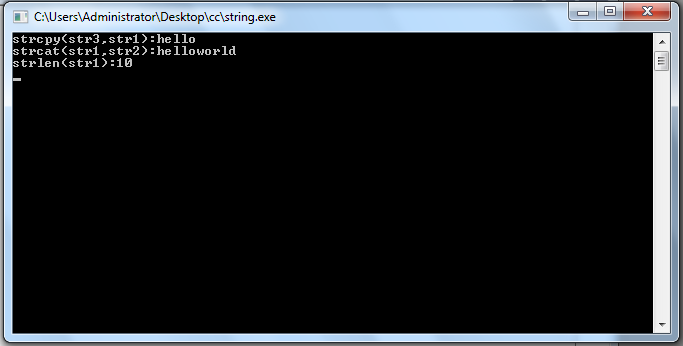 C:\Users\Administrator\Desktop\cc\string.exe
strcpy(str3,str1):hello
strcat(str1,str2):helloworld
strlen(str1):10